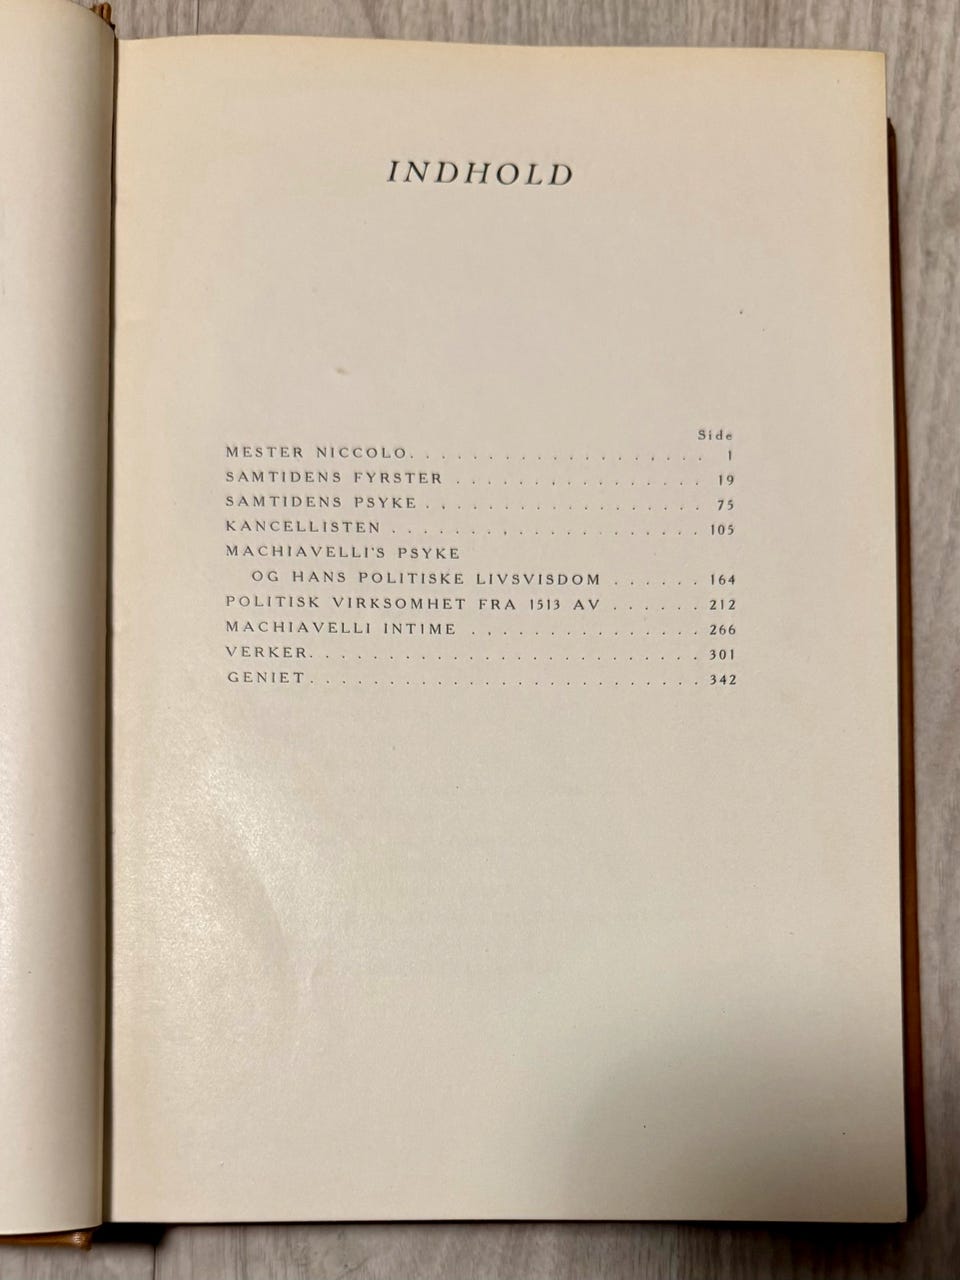 INDHOLD
Side
MESTER NICCOLO. . . . . . . . . . . . . . . . . . . . 1
SAMTIDENS FYRSTER . . . . . . . . . . . . . . . . 19
SAMTIDENS PSYKE . . . . . . . . . . . . . . . . . . 75
KANCELLISTEN . . . . . . . . . . . . . . . . . . . . 105
MACHIAVELLI'S PSYKE
OG HANS POLITISKE LIVSVISDOM . . . . . . 164
POLITISK VIRKSOMHET FRA 1513 AV . . . . . . 212
MACHIAVELLI INTIME . . . . . . . . . . . . . . . 266
VERKER. . . . . . . . . . . . . . . . . . . . . . . . . 301
GENIET. . . . . . . . . . . . . . . . . . . . . . . . . 342